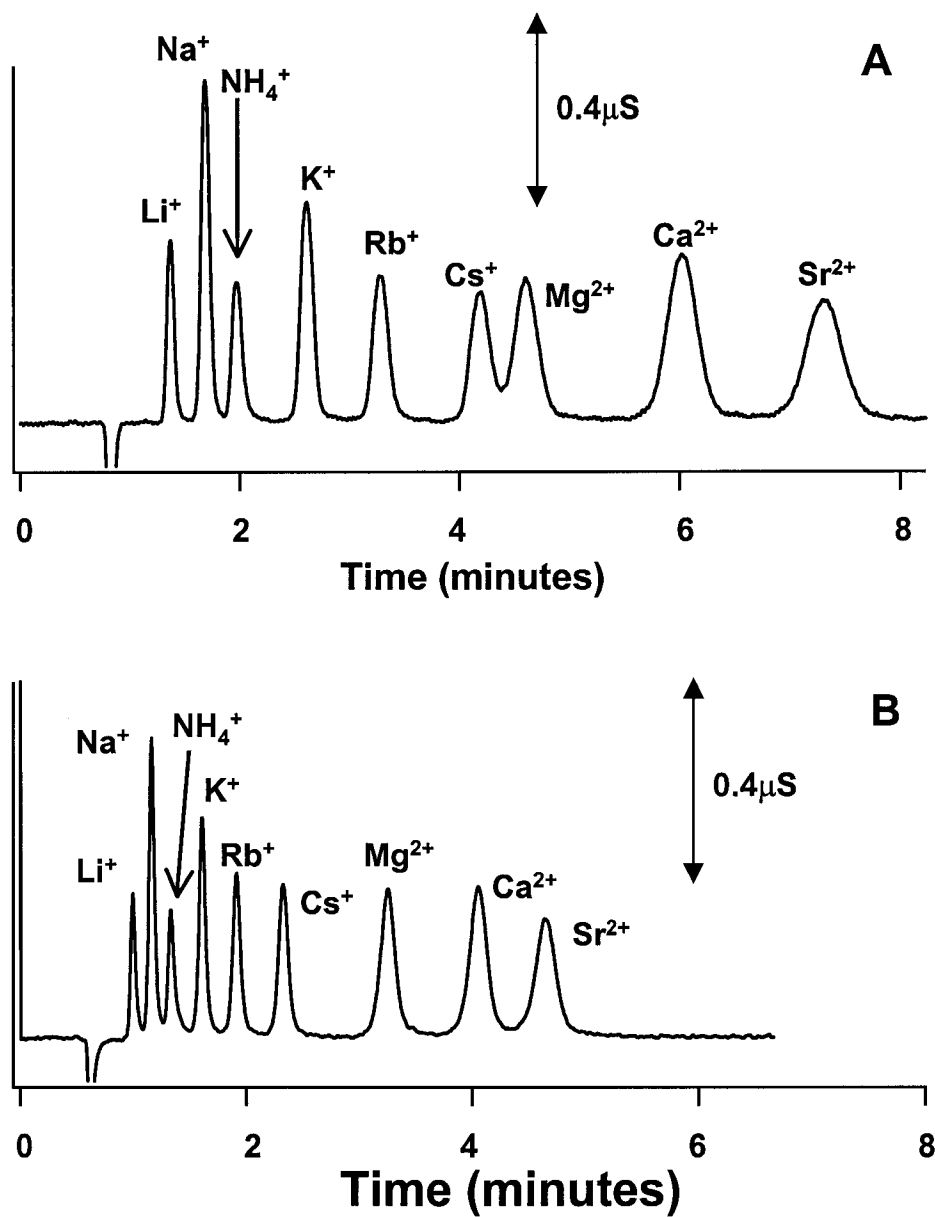 A
Na⁺
NH₄⁺
0.4μS
K⁺
Li⁺
Rb⁺
Ca²⁺
Cs⁺
Mg²⁺
Sr²⁺
0 2 4 6 8
Time (minutes)
B
Na⁺
NH₄⁺
K⁺
0.4μS
Li⁺
Rb⁺
Mg²⁺
Cs⁺
Ca²⁺
Sr²⁺
0 2 4 6 8
Time (minutes)